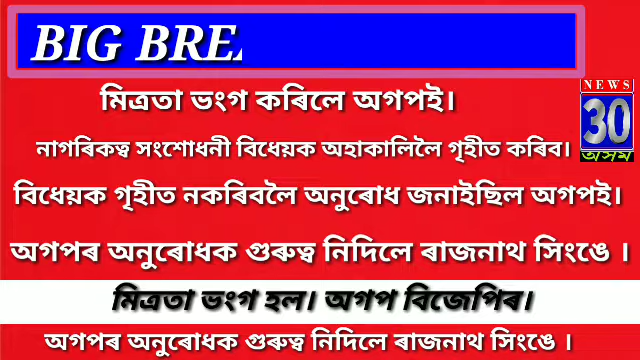 BIG BREA
মিত্ৰতা ভংগ কৰিলে অগপই।
NEWS
30
অসম
নাগৰিকত্ব সংশোধনী বিধেয়ক অহাকালিলৈ গৃহীত কৰিব।
বিধেয়ক গৃহীত নকৰিবলৈ অনুৰোধ জনাইছিল অগপই।
অগপৰ অনুৰোধক গুৰুত্ব নিদিলে ৰাজনাথ সিংঙে ।
মিত্ৰতা ভংগ হল। অগপ বিজেপিৰ।
অগপৰ অনুৰোধক গুৰুত্ব নিদিলে ৰাজনাথ সিংঙে ।